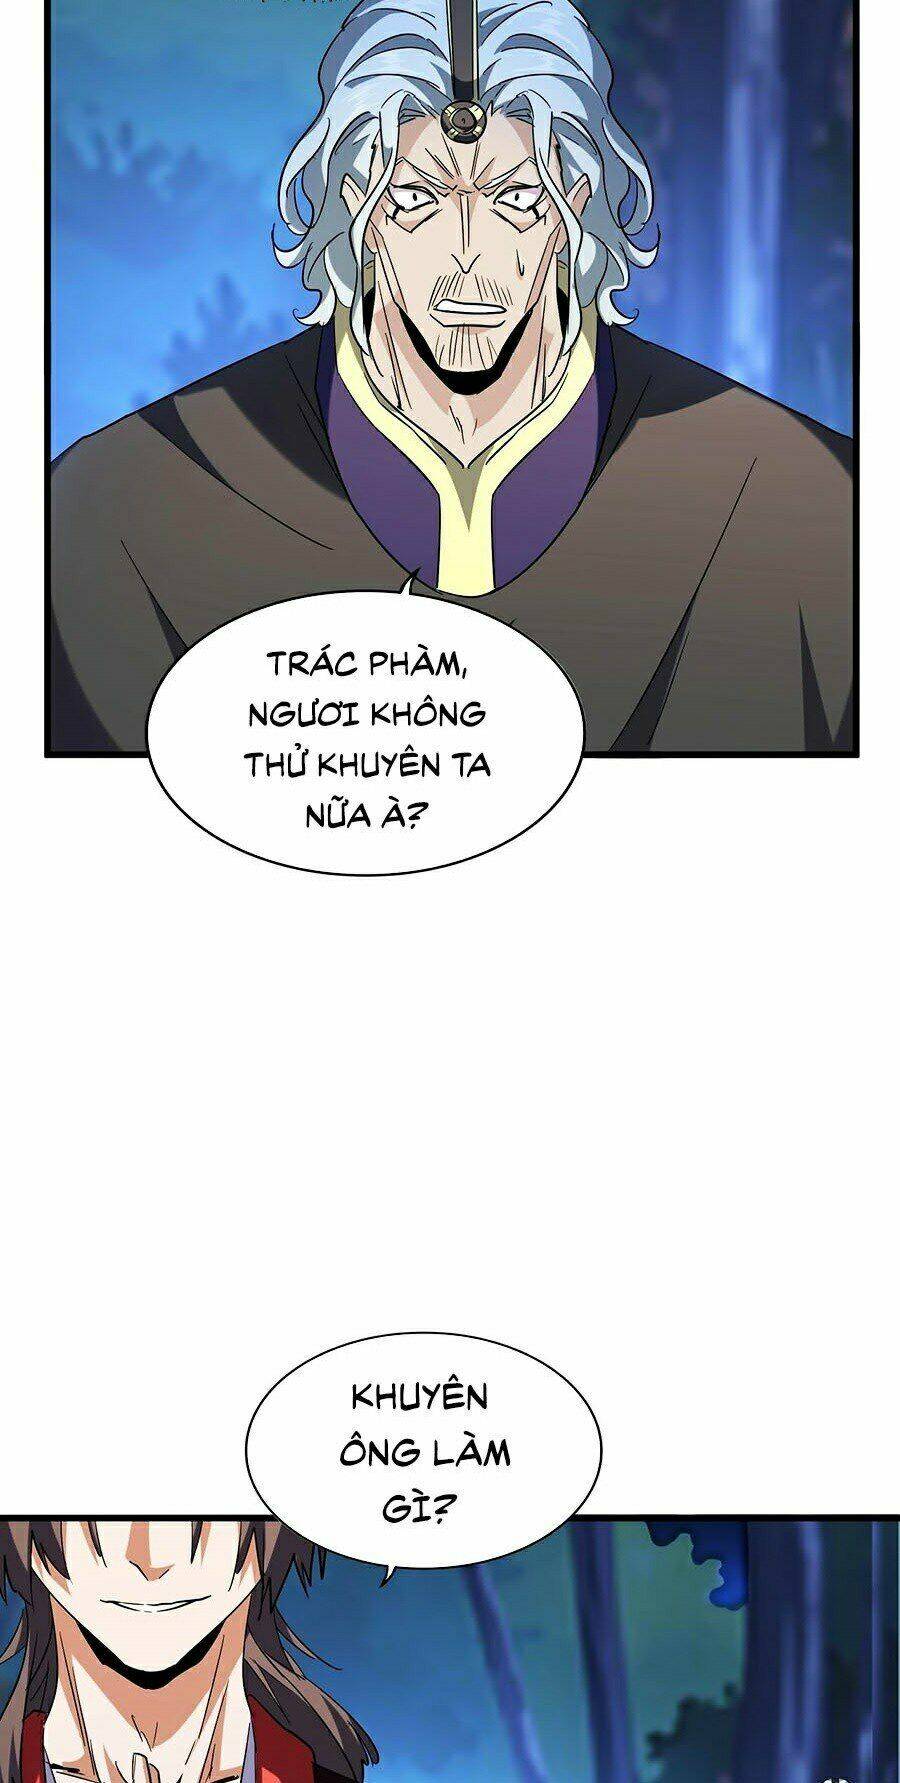 TRÁC PHÀM,
NGƯƠI KHÔNG
THỬ KHUYÊN TA
NỮA À?
KHUYÊN
ÔNG LÀM
GÌ?